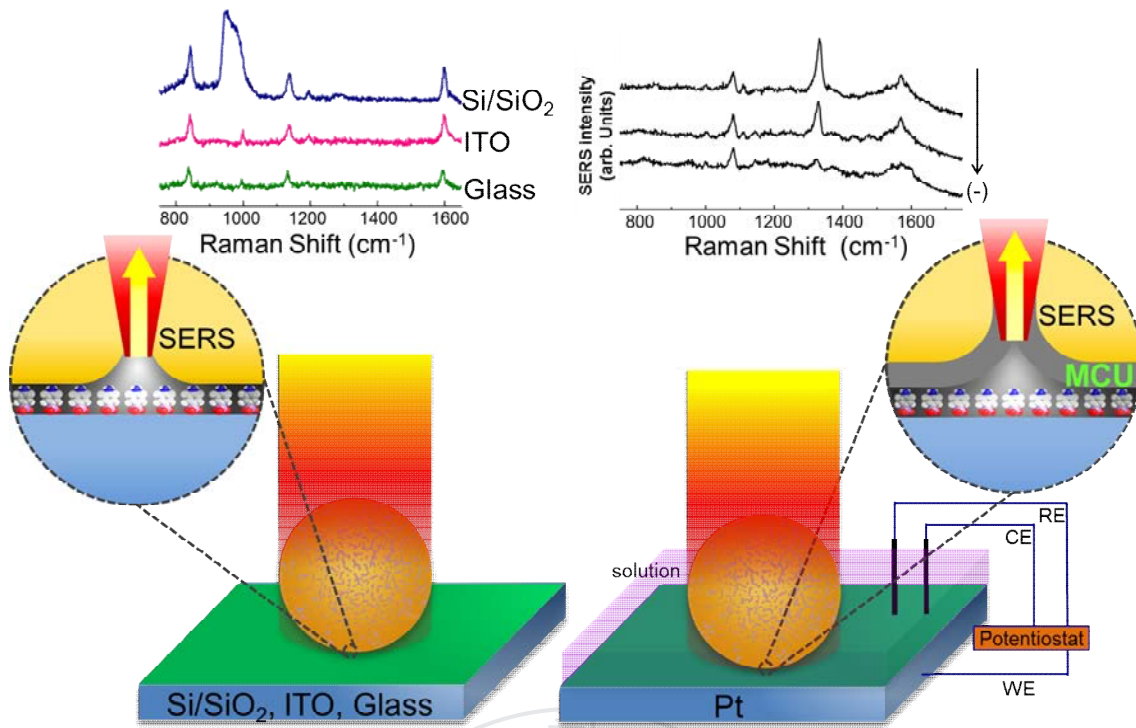 Si/SiO2
ITO
Glass
800 1000 1200 1400 1600
Raman Shift (cm-1)
SERS intensity
(arb. Units)
(-)
800 1000 1200 1400 1600
Raman Shift (cm-1)
SERS
SERS
MCU
solution
RE
CE
Potentiostat
WE
Si/SiO2, ITO, Glass
Pt